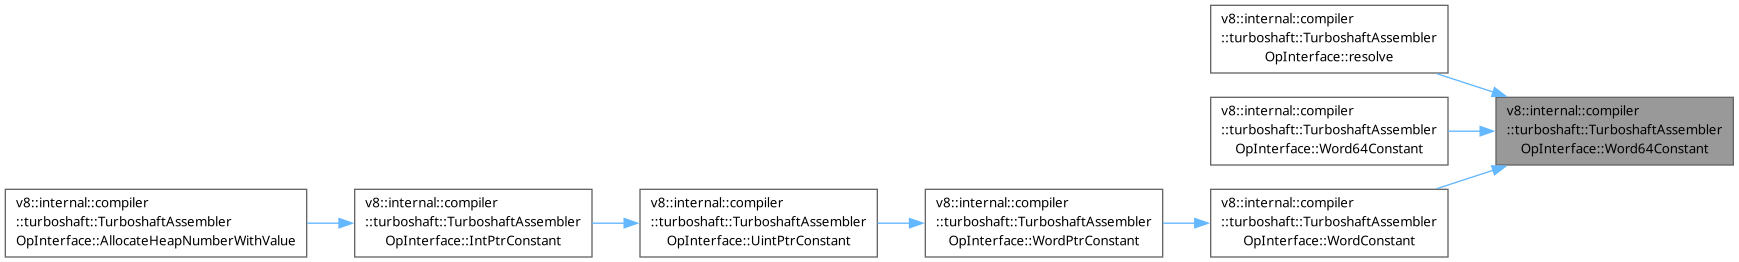 v8::internal::compiler
::turboshaft::TurboshaftAssembler
OpInterface::resolve
v8::internal::compiler
::turboshaft::TurboshaftAssembler
OpInterface::Word64Constant
v8::internal::compiler
::turboshaft::TurboshaftAssembler
OpInterface::Word64Constant
v8::internal::compiler
::turboshaft::TurboshaftAssembler
OpInterface::AllocateHeapNumberWithValue
v8::internal::compiler
::turboshaft::TurboshaftAssembler
OpInterface::IntPtrConstant
v8::internal::compiler
::turboshaft::TurboshaftAssembler
OpInterface::UintPtrConstant
v8::internal::compiler
::turboshaft::TurboshaftAssembler
OpInterface::WordPtrConstant
v8::internal::compiler
::turboshaft::TurboshaftAssembler
OpInterface::WordConstant